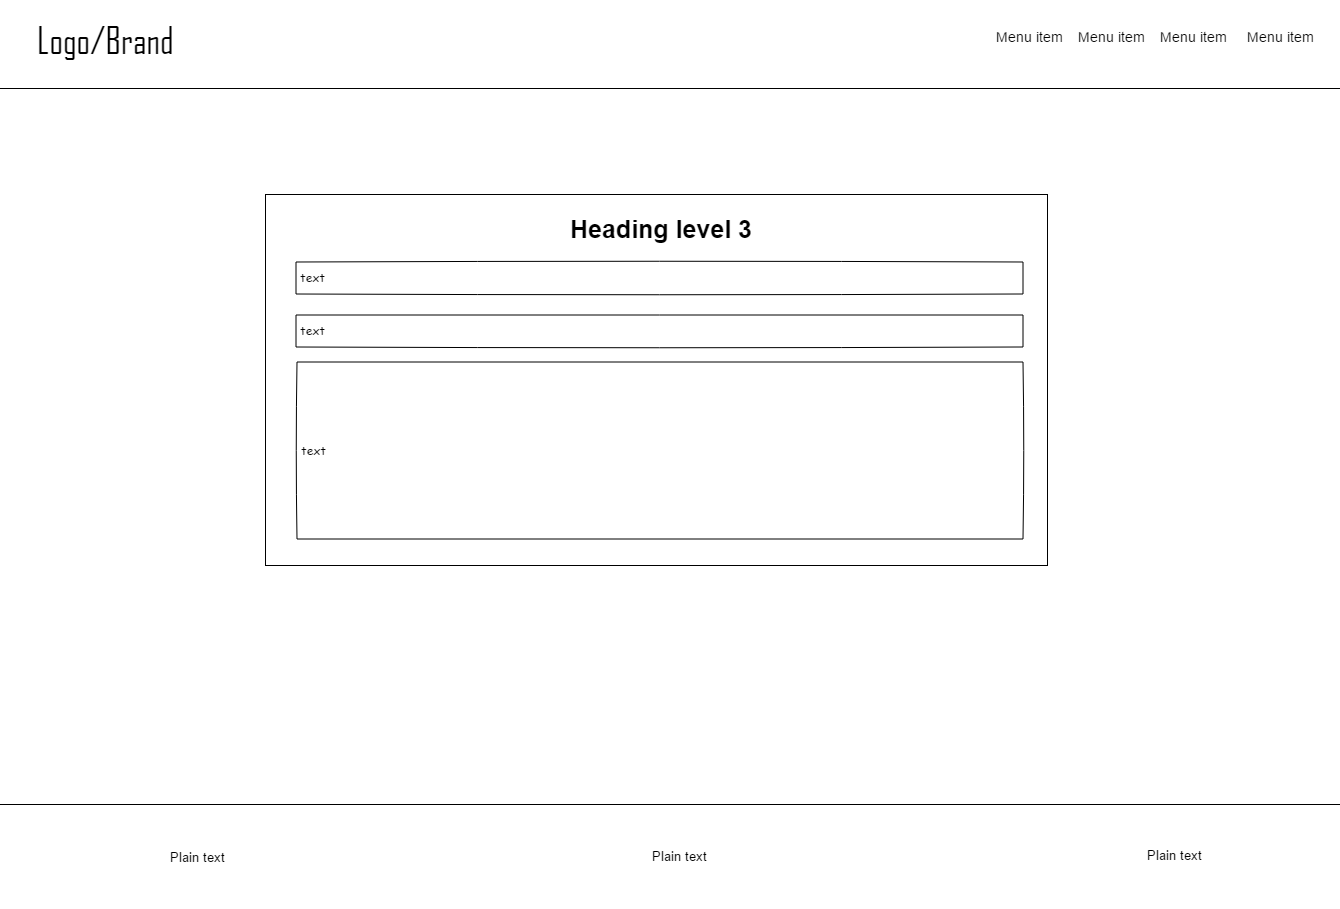 Logo/Brand
Menu item Menu item Menu item Menu item
Heading level 3
text
text
text
Plain text Plain text Plain text